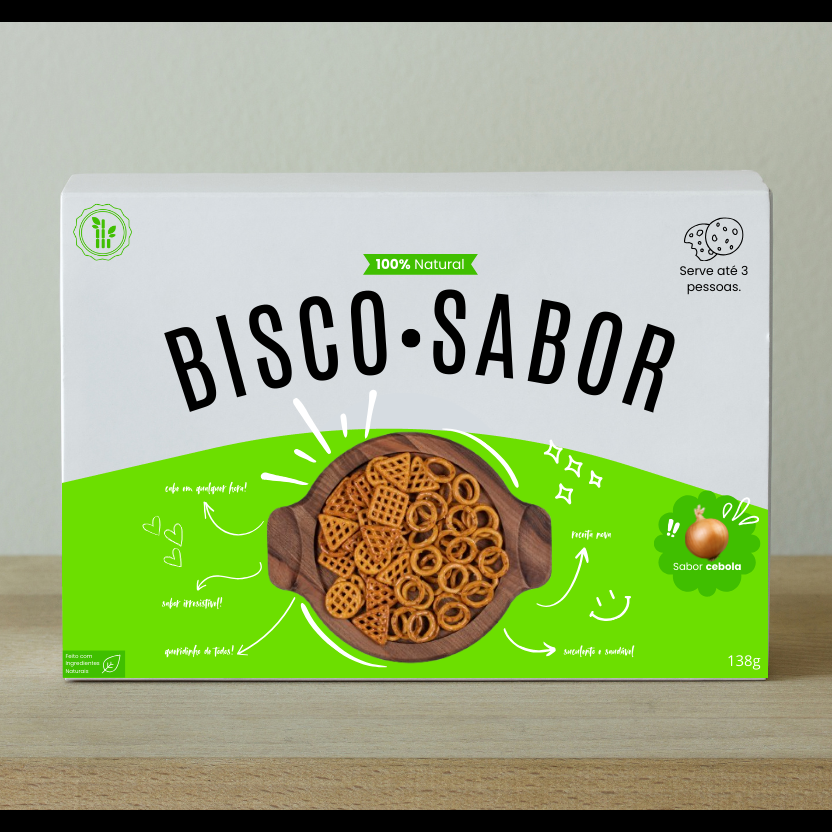 Serve até 3
pessoas.
100% Natural
BISCO•SABOR
cabe em qualquer hora!
receita nova
Sabor cebola
sabor irresistível!
queridinho de todos!
suculento e saudável
Feito com
ingredientes
Naturais
138g